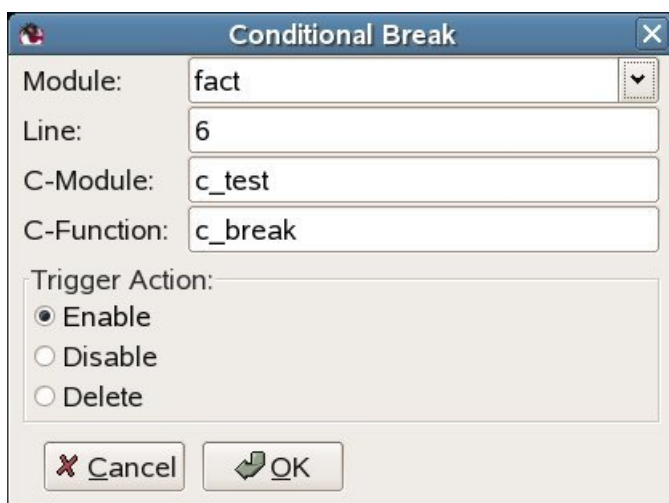 Conditional Break
Module: fact
Line: 6
C-Module: c_test
C-Function: c_break
Trigger Action:
Enable
Disable
Delete
Cancel OK